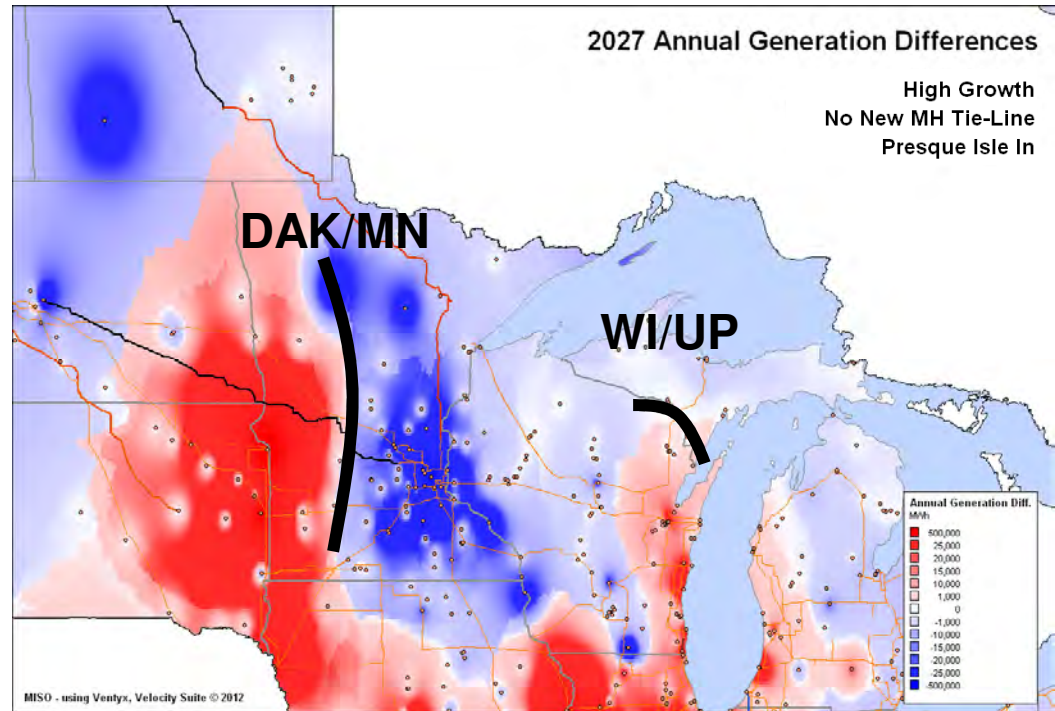 2027 Annual Generation Differences
High Growth
No New MH Tie-Line
Presque Isle In
DAK/MN
WI/UP
Annual Generation Diff.
MWh
500,000
25,000
20,000
15,000
10,000
1,000
0
-1,000
-10,000
-15,000
-20,000
-25,000
-500,000
MISO - using Ventyx, Velocity Suite © 2012